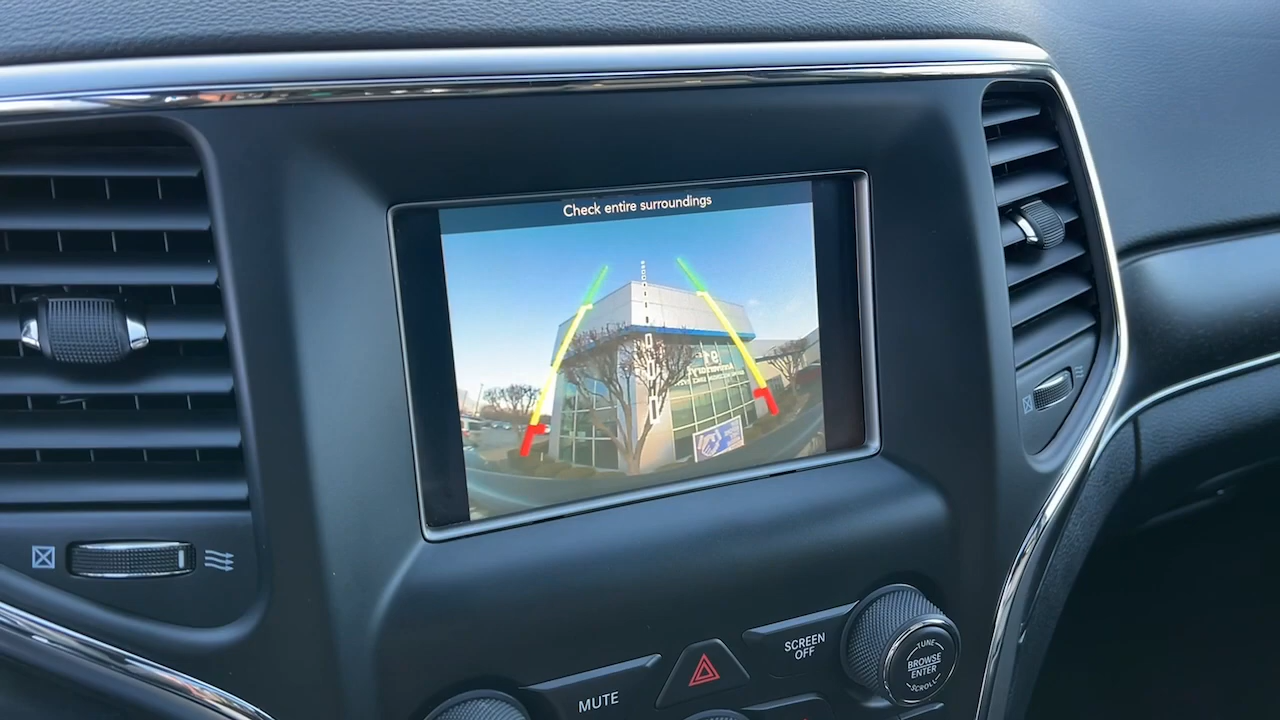 Check entire surroundings
SCREEN
OFF
MUTE
TUNE
BROWSE
ENTER
SCROLL